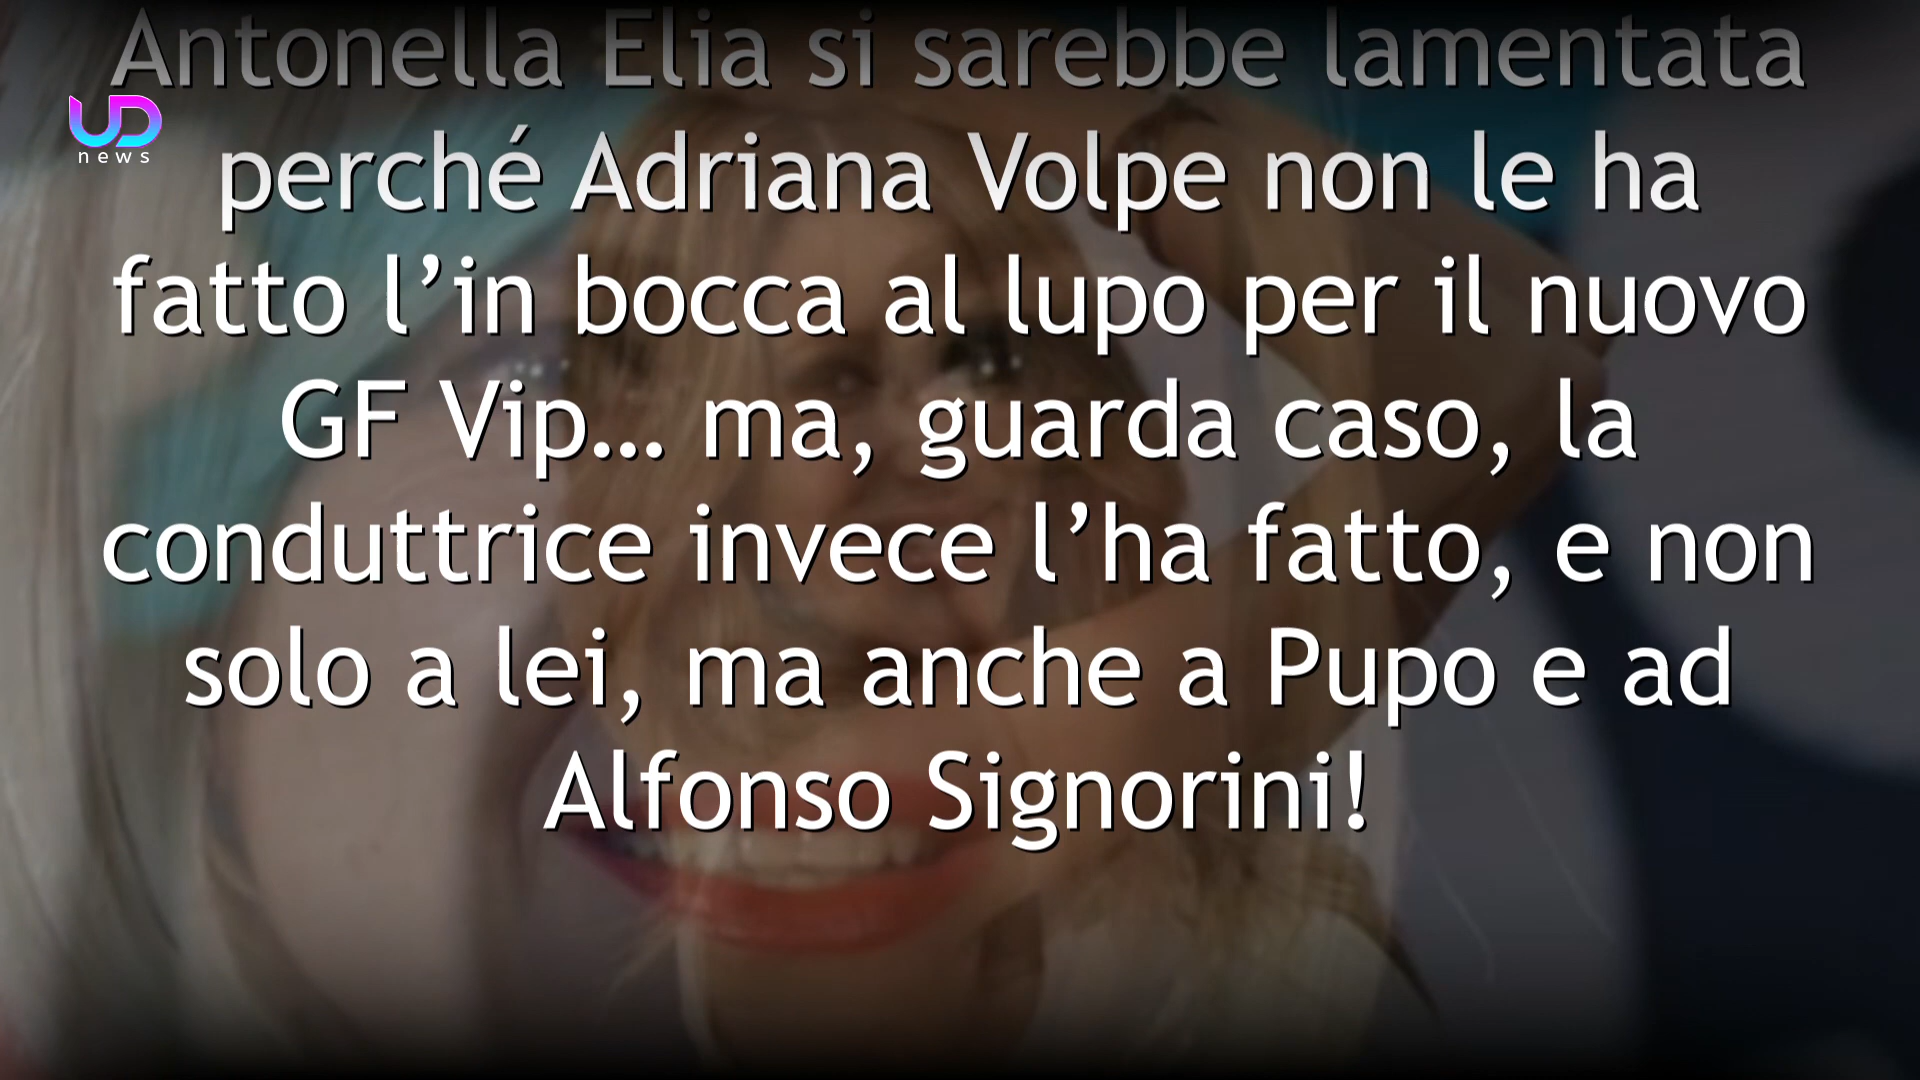 Antonella Elia si sarebbe lamentata
UD
news
perché Adriana Volpe non le ha
fatto l’in bocca al lupo per il nuovo
GF Vip… ma, guarda caso, la
conduttrice invece l’ha fatto, e non
solo a lei, ma anche a Pupo e ad
Alfonso Signorini!